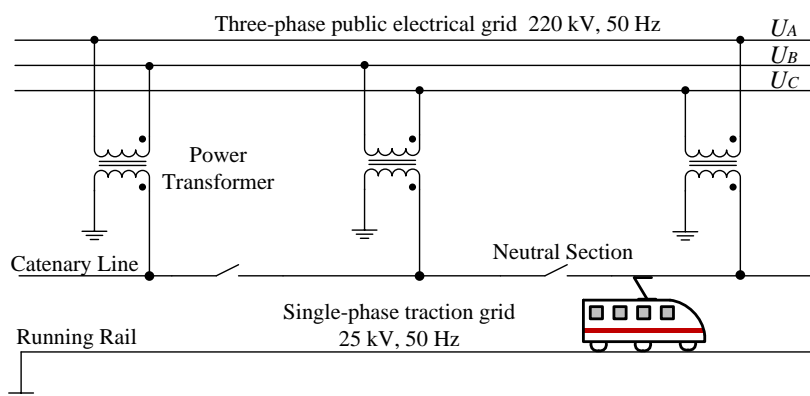 Three-phase public electrical grid 220 kV, 50 Hz
UA
UB
UC
Power
Transformer
Catenary Line
Neutral Section
Single-phase traction grid
25 kV, 50 Hz
Running Rail